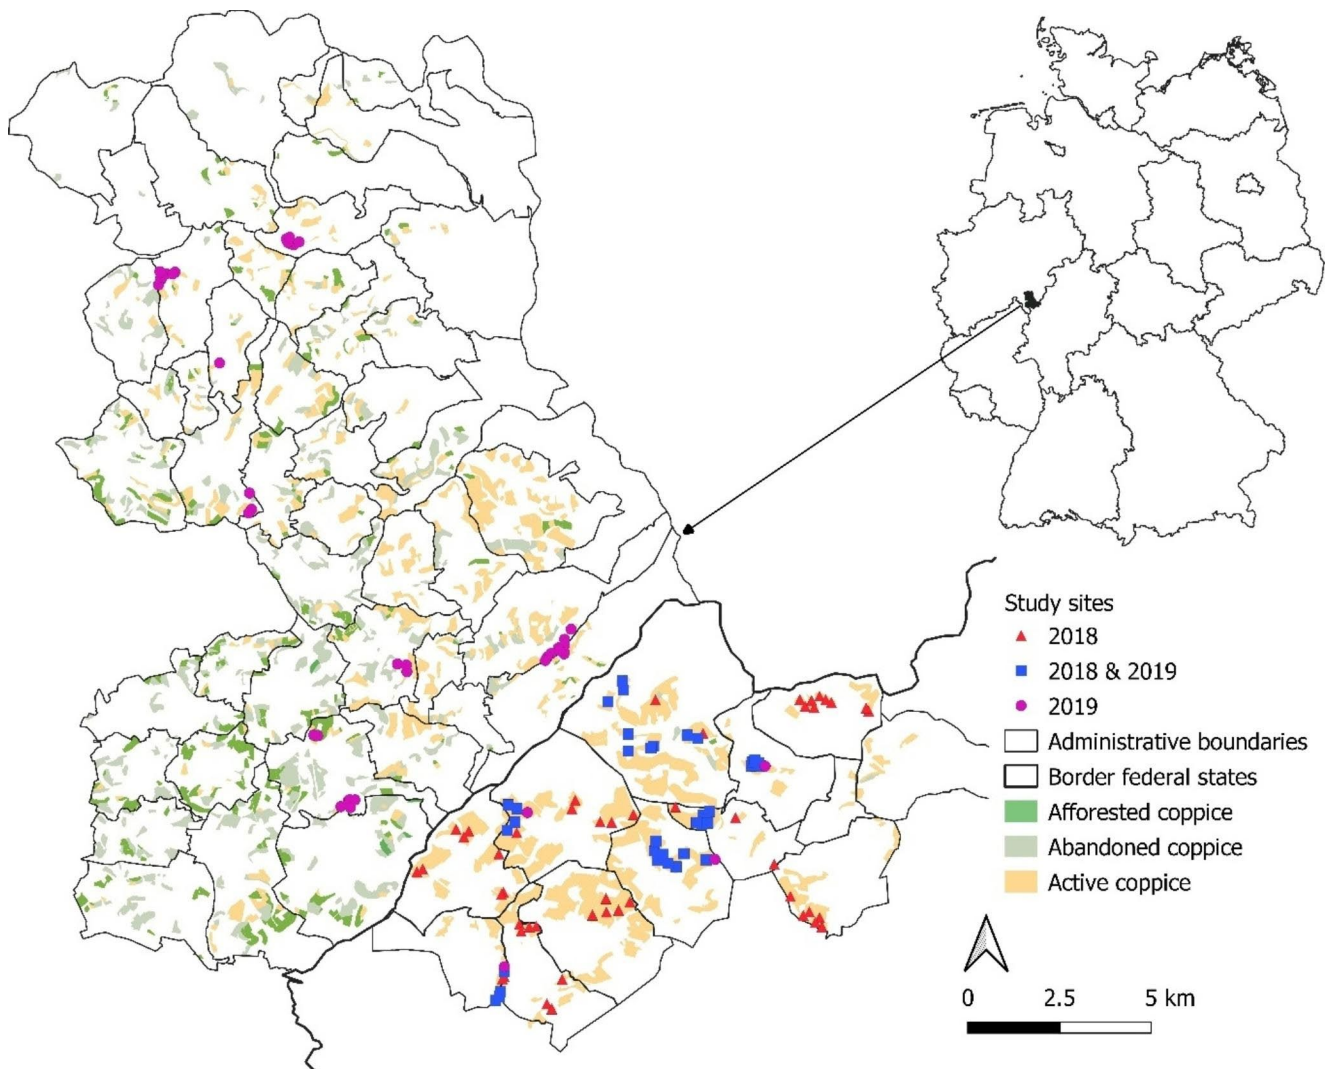 Study sites
2018
2018 & 2019
2019
Administrative boundaries
Border federal states
Afforested coppice
Abandoned coppice
Active coppice
0 2.5 5 km